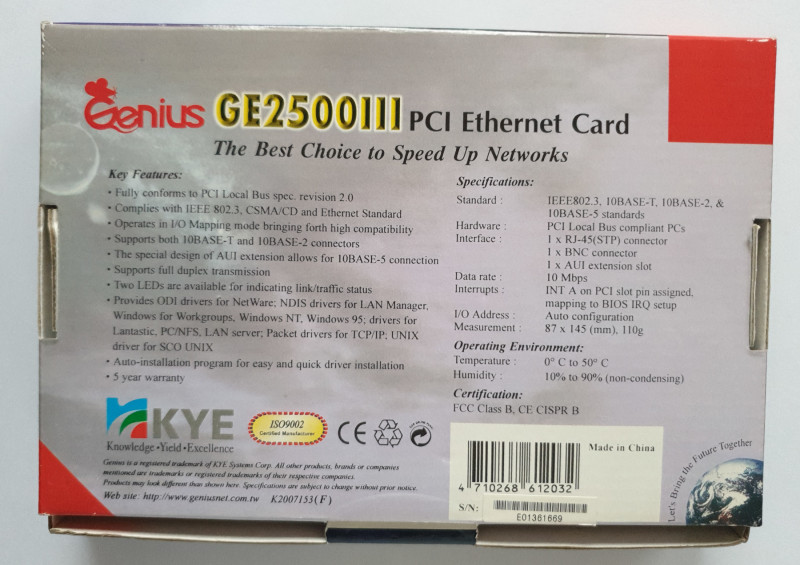 Genius GE2500III PCI Ethernet Card
The Best Choice to Speed Up Networks
Key Features:
• Fully conforms to PCI Local Bus spec. revision 2.0
• Complies with IEEE 802.3, CSMA/CD and Ethernet Standard
• Operates in I/O Mapping mode bringing forth high compatibility
• Supports both 10BASE-T and 10BASE-2 connectors
• The special design of AUI extension allows for 10BASE-5 connection
• Supports full duplex transmission
• Two LEDs are available for indicating link/traffic status
• Provides ODI drivers for NetWare; NDIS drivers for LAN Manager,
Windows for Workgroups, Windows NT, Windows 95; drivers for
Lantastic, PC/NFS, LAN server; Packet drivers for TCP/IP; UNIX
driver for SCO UNIX
• Auto-installation program for easy and quick driver installation
• 5 year warranty
Specifications:
Standard : IEEE802.3, 10BASE-T, 10BASE-2, &
10BASE-5 standards
Hardware : PCI Local Bus compliant PCs
Interface : 1 x RJ-45(STP) connector
1 x BNC connector
1 x AUI extension slot
Data rate : 10 Mbps
Interrupts : INT A on PCI slot pin assigned,
mapping to BIOS IRQ setup
I/O Address : Auto configuration
Measurement : 87 x 145 (mm), 110g
Operating Environment:
Temperature : 0° C to 50° C
Humidity : 10% to 90% (non-condensing)
Certification:
FCC Class B, CE CISPR B
KYE
Knowledge•Yield•Excellence
ISO9002
Certified Manufacturer
CE
Genius is a registered trademark of KYE Systems Corp. All other products, brands or companies
mentioned are trademarks or registered trademarks of their respective companies.
Products may look different than shown here. Specifications are subject to change without prior notice.
Web site: http://www.geniusnet.com.tw K2007153(F)
Made in China
4 710268 612032
S/N:
E01361669
Let's Bring the Future Together